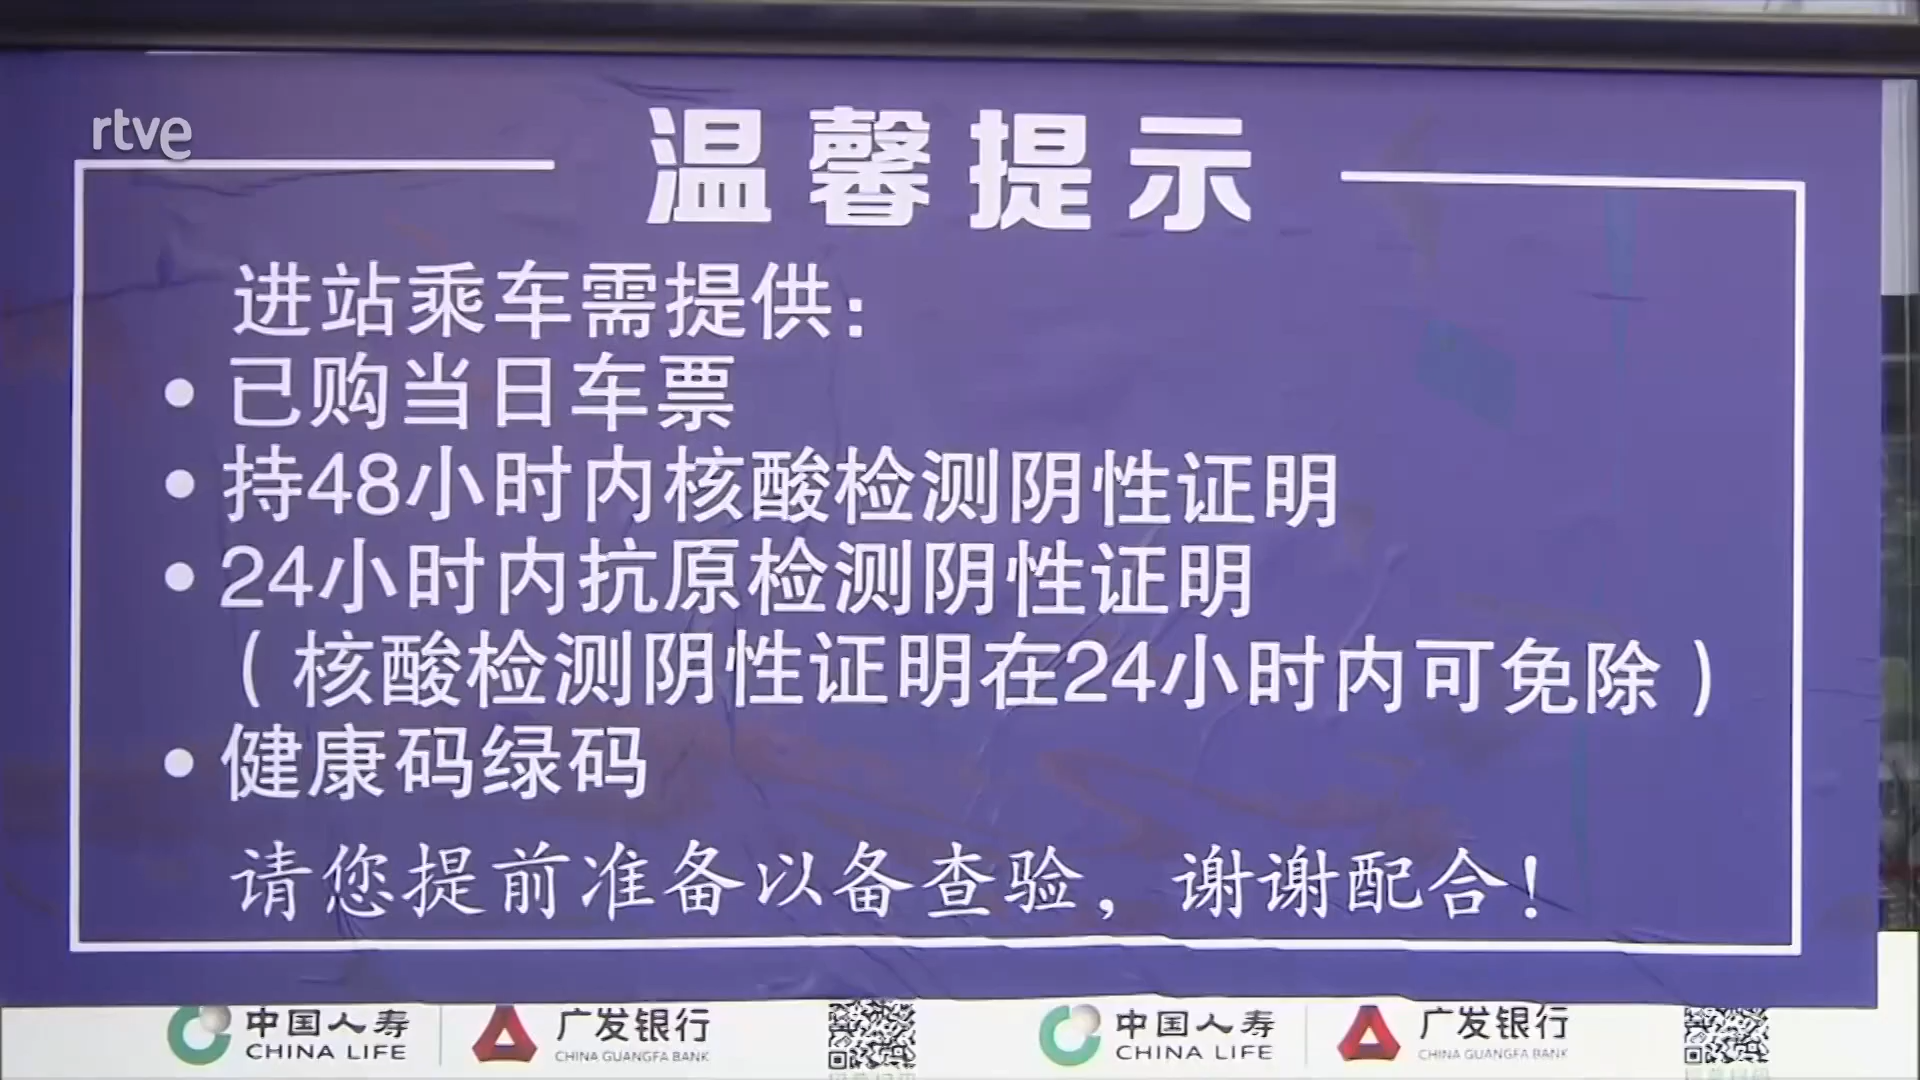 rtve
温馨提示
进站乘车需提供：
• 已购当日车票
• 持48小时内核酸检测阴性证明
• 24小时内抗原检测阴性证明
（核酸检测阴性证明在24小时内可免除）
• 健康码绿码
请您提前准备以备查验，谢谢配合！
中国人寿 广发银行 中国人寿 广发银行
CHINA LIFE CHINA GUANGFA BANK CHINA LIFE CHINA GUANGFA BANK